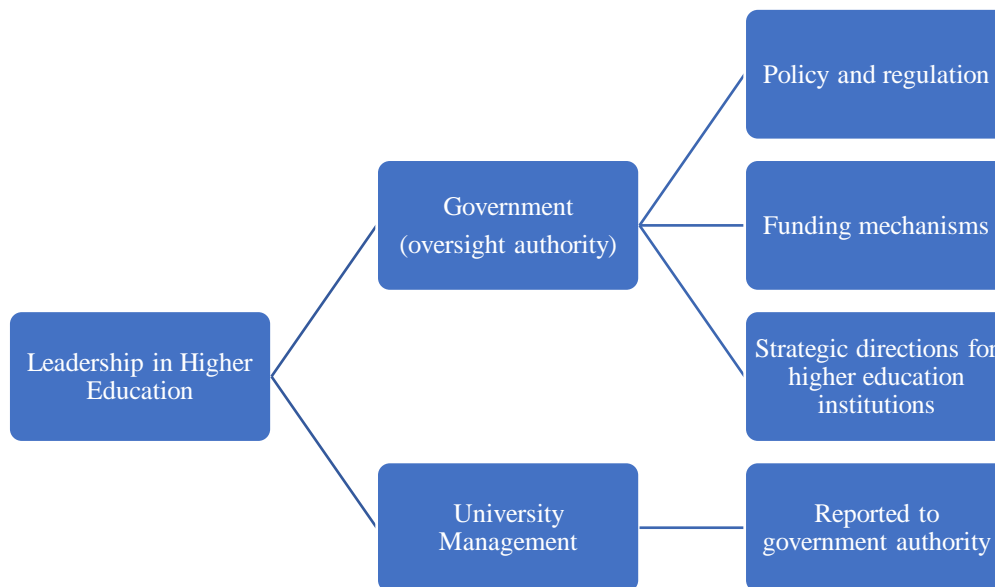 Policy and regulation
Government
(oversight authority)
Funding mechanisms
Leadership in Higher
Education
Strategic directions for
higher education
institutions
University
Management
Reported to
government authority